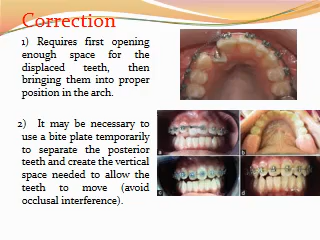 Correction
1) Requires first opening
enough space for the
displaced teeth, then
bringing them into proper
position in the arch.
2) It may be necessary to
use a bite plate temporarily
to separate the posterior
teeth and create the vertical
space needed to allow the
teeth to move (avoid
occlusal interference).
a
b
c
d